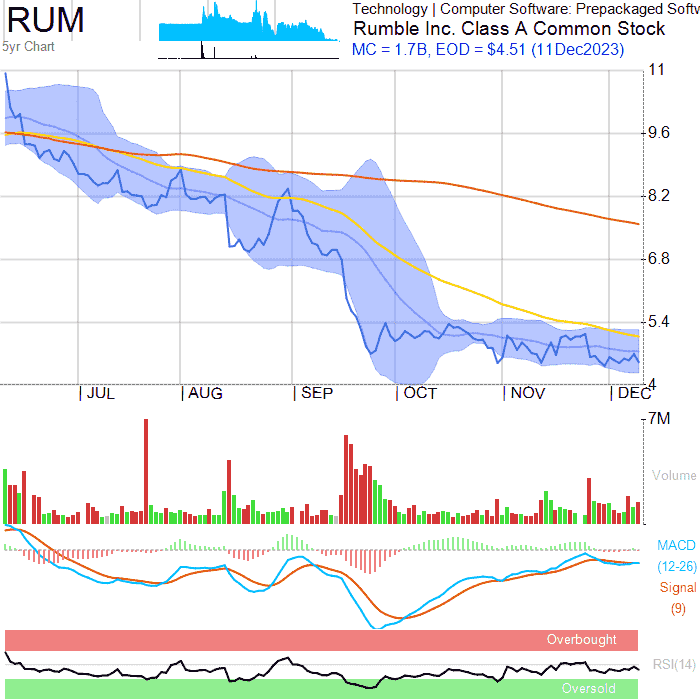 RUM
5yr Chart
Technology | Computer Software: Prepackaged Softw
Rumble Inc. Class A Common Stock
MC = 1.7B, EOD = $4.51 (11Dec2023)
11
9.6
8.2
6.8
5.4
4
JUL AUG SEP OCT NOV DEC
7M
Volume
MACD
(12-26)
Signal
(9)
Overbought
RSI(14)
Oversold